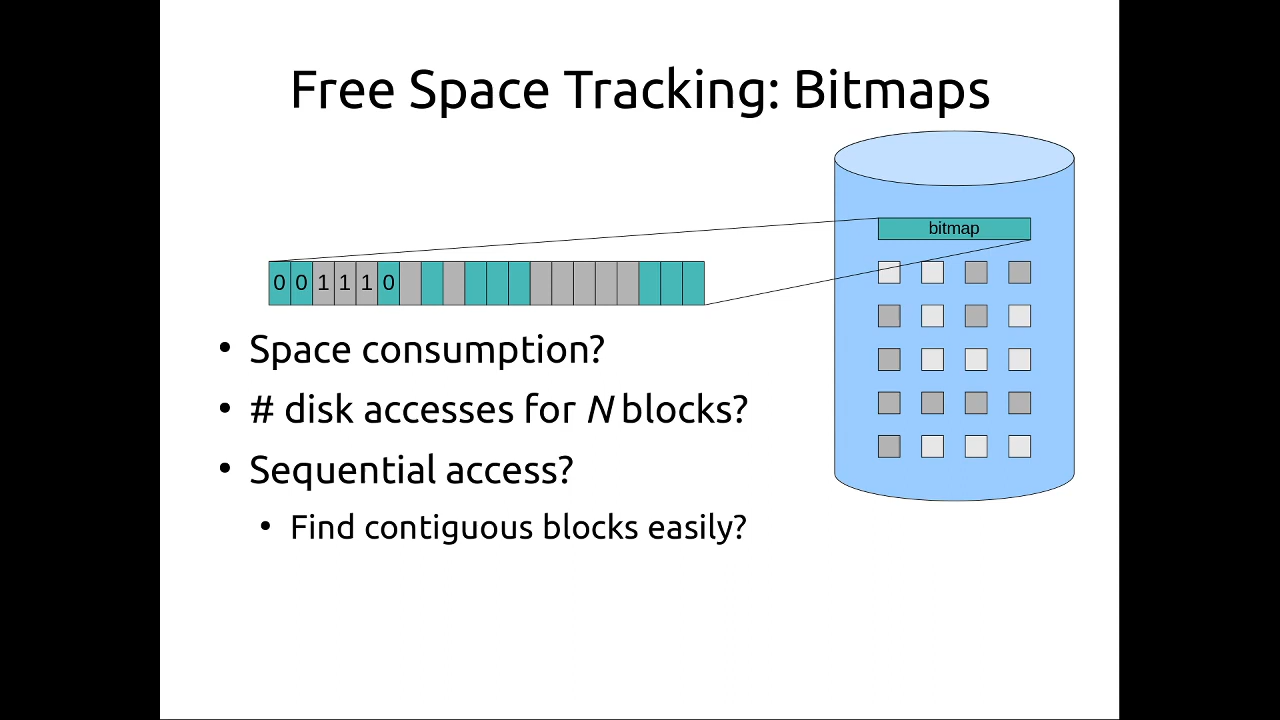 Free Space Tracking: Bitmaps
bitmap
0 0 1 1 1 0
• Space consumption?
• # disk accesses for N blocks?
• Sequential access?
• Find contiguous blocks easily?